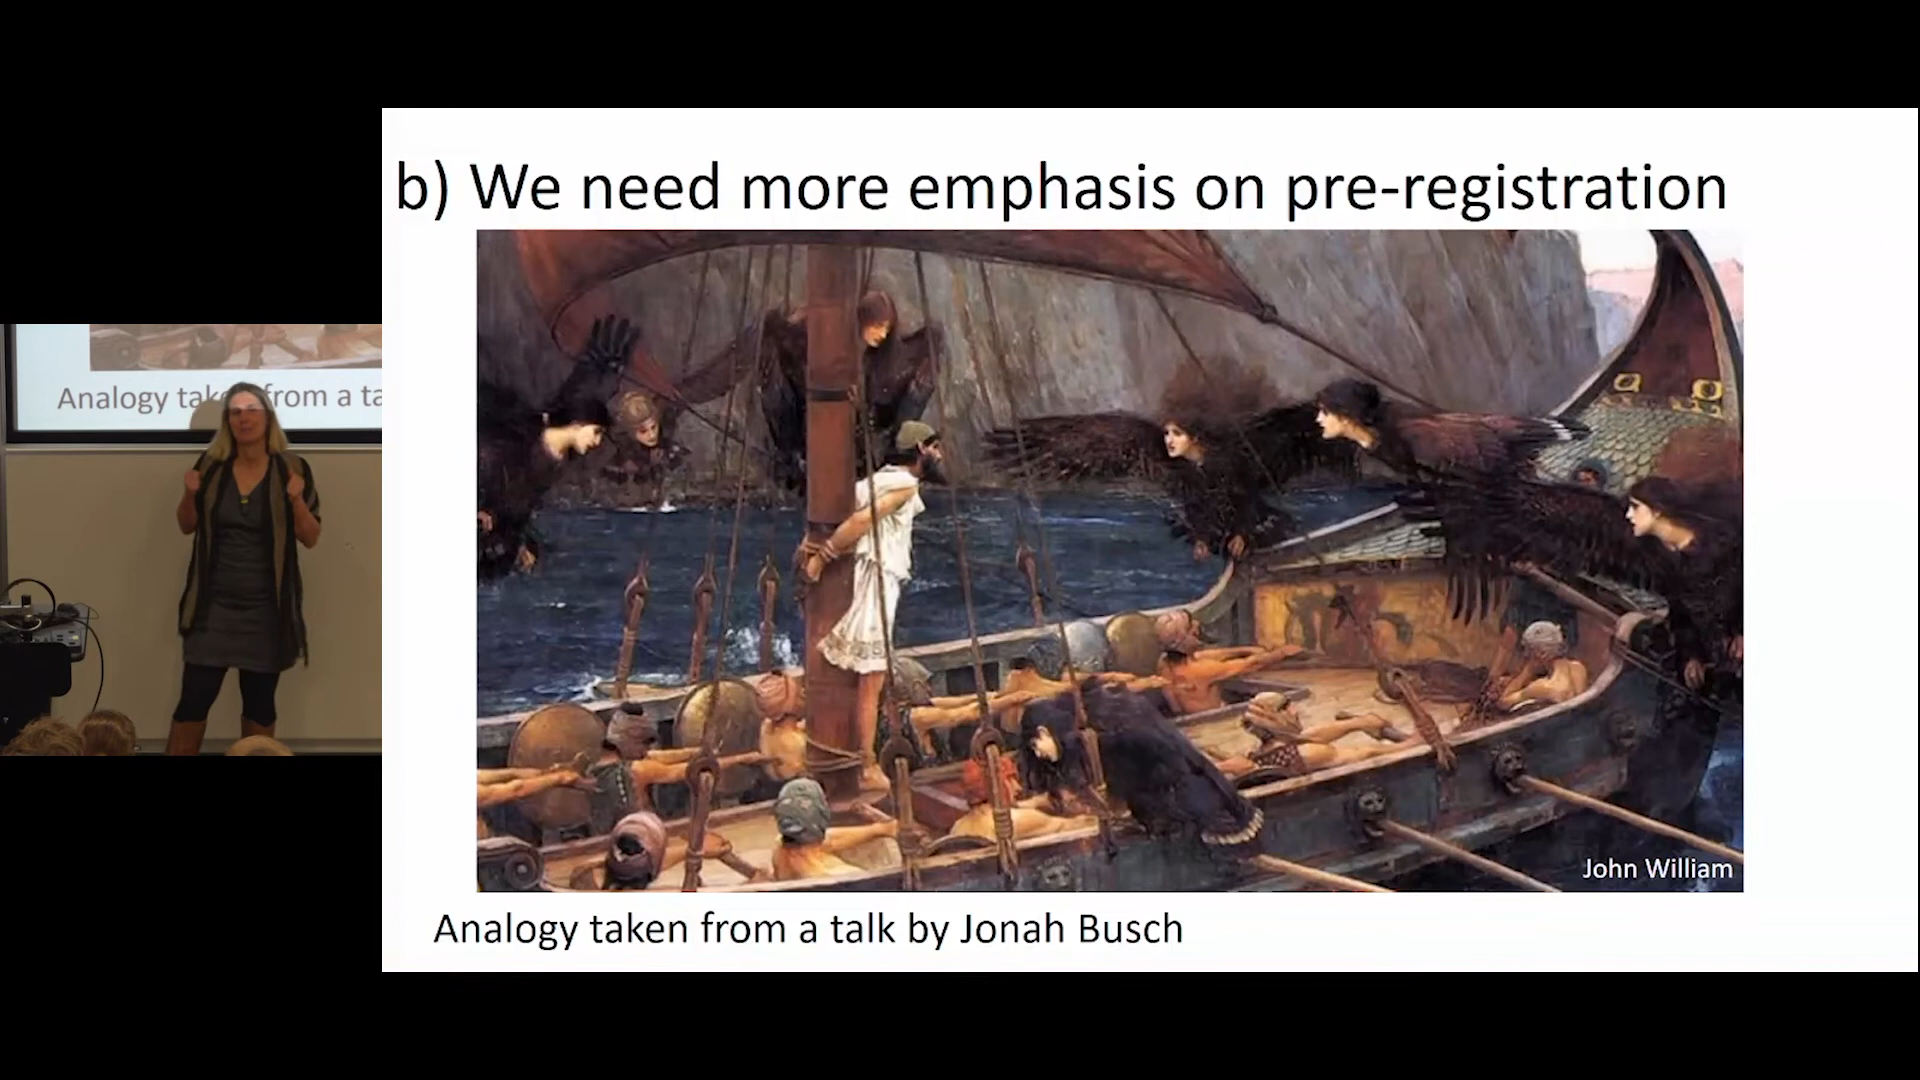 b) We need more emphasis on pre-registration
John William
Analogy taken from a talk by Jonah Busch
Analogy take from a ta